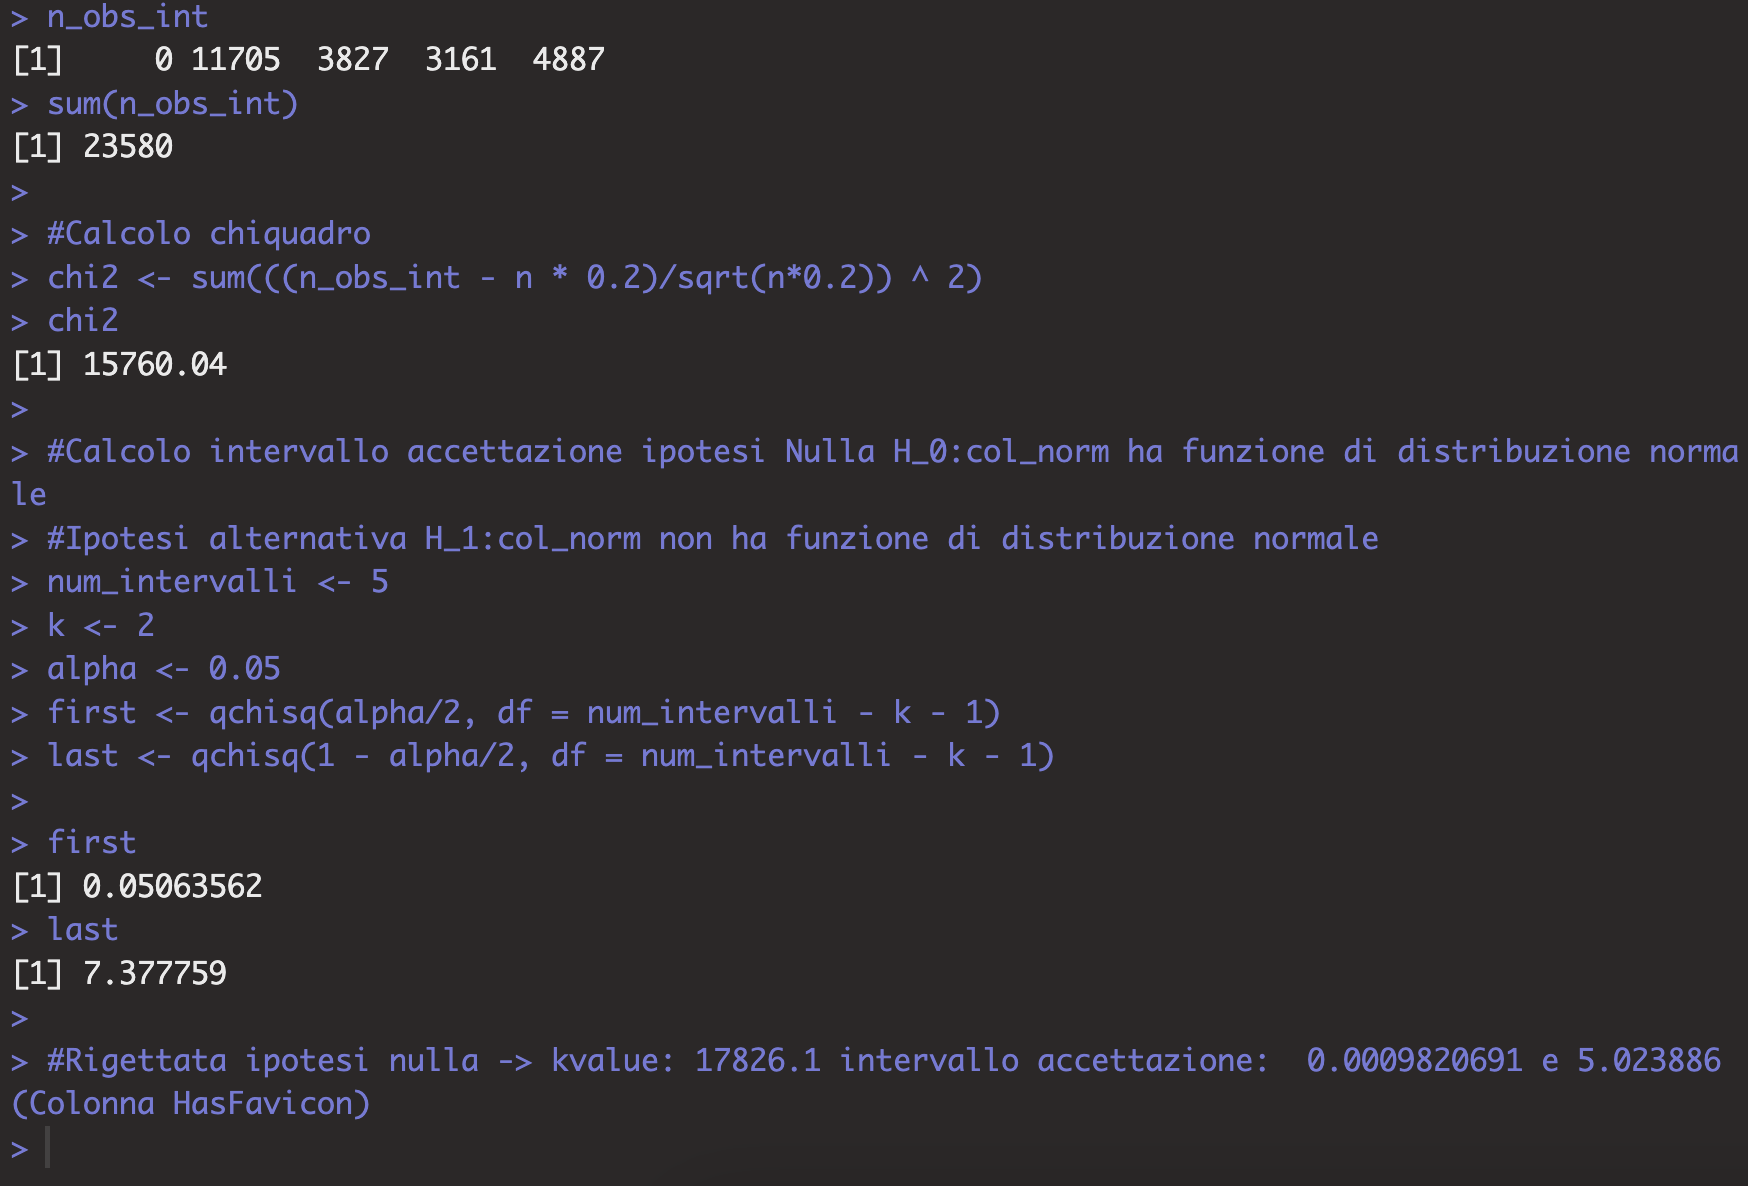 > n_obs_int
[1]     0 11705  3827  3161  4887
> sum(n_obs_int)
[1] 23580
>
> #Calcolo chiquadro
> chi2 <- sum(((n_obs_int - n * 0.2)/sqrt(n*0.2)) ^ 2)
> chi2
[1] 15760.04
>
> #Calcolo intervallo accettazione ipotesi Nulla H_0:col_norm ha funzione di distribuzione norma
le
> #Ipotesi alternativa H_1:col_norm non ha funzione di distribuzione normale
> num_intervalli <- 5
> k <- 2
> alpha <- 0.05
> first <- qchisq(alpha/2, df = num_intervalli - k - 1)
> last <- qchisq(1 - alpha/2, df = num_intervalli - k - 1)
>
> first
[1] 0.05063562
> last
[1] 7.377759
>
> #Rigettata ipotesi nulla -> kvalue: 17826.1 intervallo accettazione:  0.0009820691 e 5.023886
(Colonna HasFavicon)
>